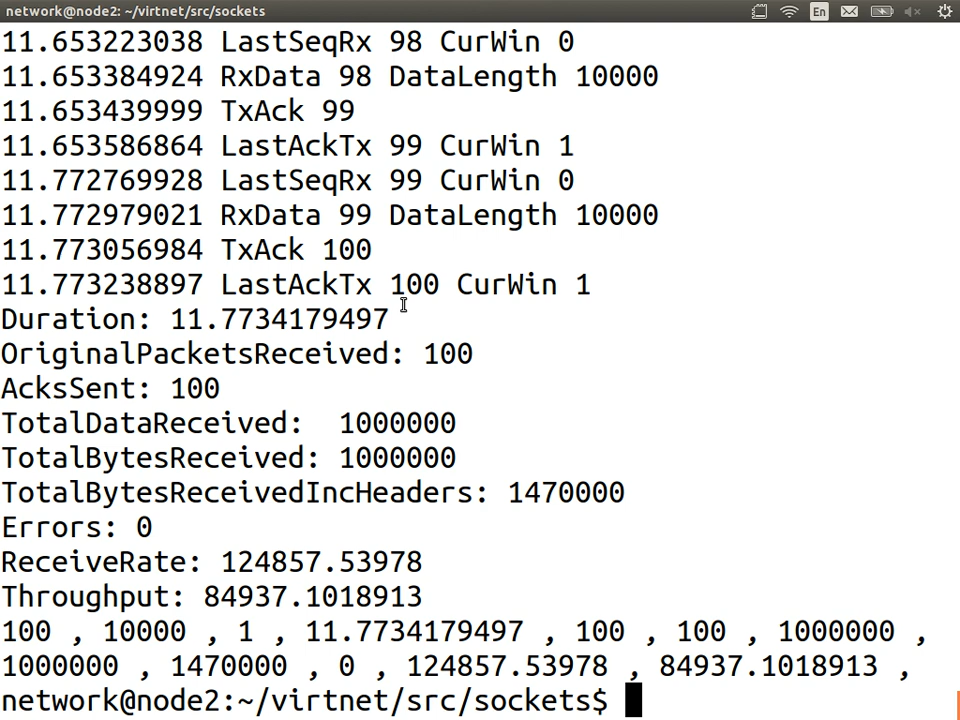 network@node2: ~/virtnet/src/sockets
En
11.653223038 LastSeqRx 98 CurWin 0
11.653384924 RxData 98 DataLength 10000
11.653439999 TxAck 99
11.653586864 LastAckTx 99 CurWin 1
11.772769928 LastSeqRx 99 CurWin 0
11.772979021 RxData 99 DataLength 10000
11.773056984 TxAck 100
11.773238897 LastAckTx 100 CurWin 1
Duration: 11.7734179497
OriginalPacketsReceived: 100
AcksSent: 100
TotalDataReceived:  1000000
TotalBytesReceived: 1000000
TotalBytesReceivedIncHeaders: 1470000
Errors: 0
ReceiveRate: 124857.53978
Throughput: 84937.1018913
100 , 10000 , 1 , 11.7734179497 , 100 , 100 , 1000000 ,
1000000 , 1470000 , 0 , 124857.53978 , 84937.1018913 ,
network@node2:~/virtnet/src/sockets$